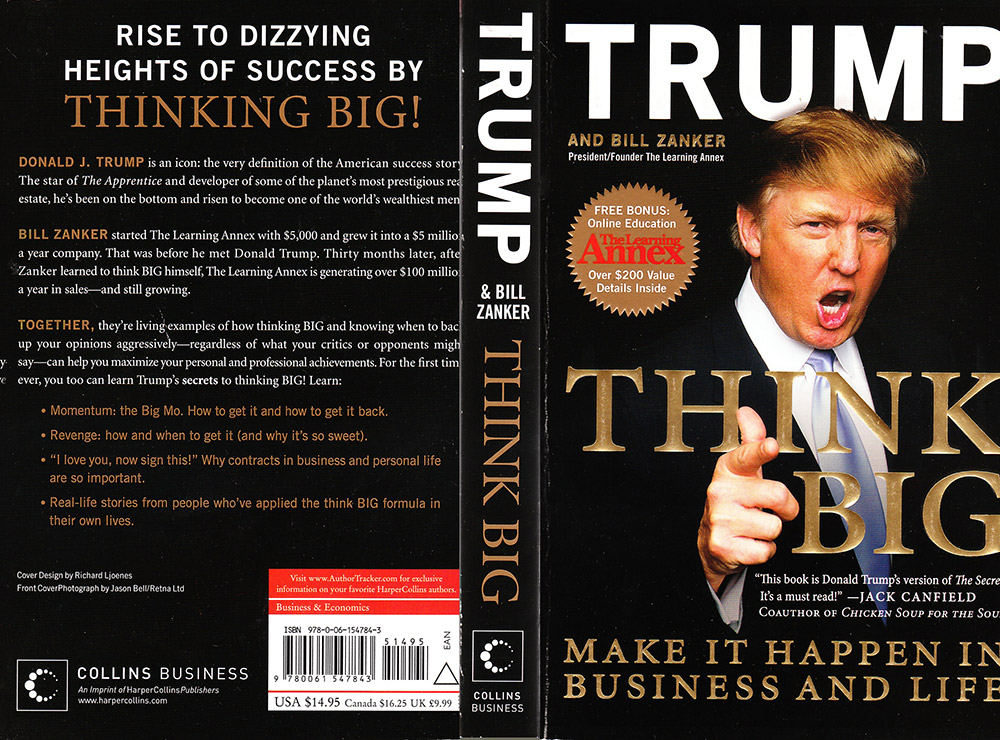 RISE TO DIZZYING
HEIGHTS OF SUCCESS BY
THINKING BIG!
DONALD J. TRUMP is an icon: the very definition of the American success story
The star of The Apprentice and developer of some of the planet's most prestigious rea
estate, he's been on the bottom and risen to become one of the world's wealthiest men
BILL ZANKER started The Learning Annex with $5,000 and grew it into a $5 million
a year company. That was before he met Donald Trump. Thirty months later, afte
Zanker learned to think BIG himself, The Learning Annex is generating over $100 million
a year in sales—and still growing.
TOGETHER, they're living examples of how thinking BIG and knowing when to bac
up your opinions aggressively—regardless of what your critics or opponents migh
say—can help you maximize your personal and professional achievements. For the first tim
ever, you too can learn Trump's secrets to thinking BIG! Learn:
• Momentum: the Big Mo. How to get it and how to get it back.
• Revenge: how and when to get it (and why it's so sweet).
• "I love you, now sign this!" Why contracts in business and personal life
are so important.
• Real-life stories from people who've applied the think BIG formula in
their own lives.
Cover Design by Richard Ljoenes
Front CoverPhotograph by Jason Bell/Retna Ltd
COLLINS BUSINESS
An Imprint of HarperCollinsPublishers
www.harpercollins.com
Visit www.AuthorTracker.com for exclusive
information on your favorite HarperCollins authors.
Business & Economics
ISBN 978-0-06-154784-3
51495
EAN
9 780061 547843
USA $14.95 Canada $16.25 UK £9.99
TRUMP
& BILL
ZANKER
THINK BIG
COLLINS
BUSINESS
TRUMP
AND BILL ZANKER
President/Founder The Learning Annex
FREE BONUS:
Online Education
The Learning
Annex
Over $200 Value
Details Inside
THINK
BIG
"This book is Donald Trump's version of The Secre
It's a must read!" —JACK CANFIELD
COAUTHOR OF CHICKEN SOUP FOR THE SOU
MAKE IT HAPPEN IN
BUSINESS AND LIFE